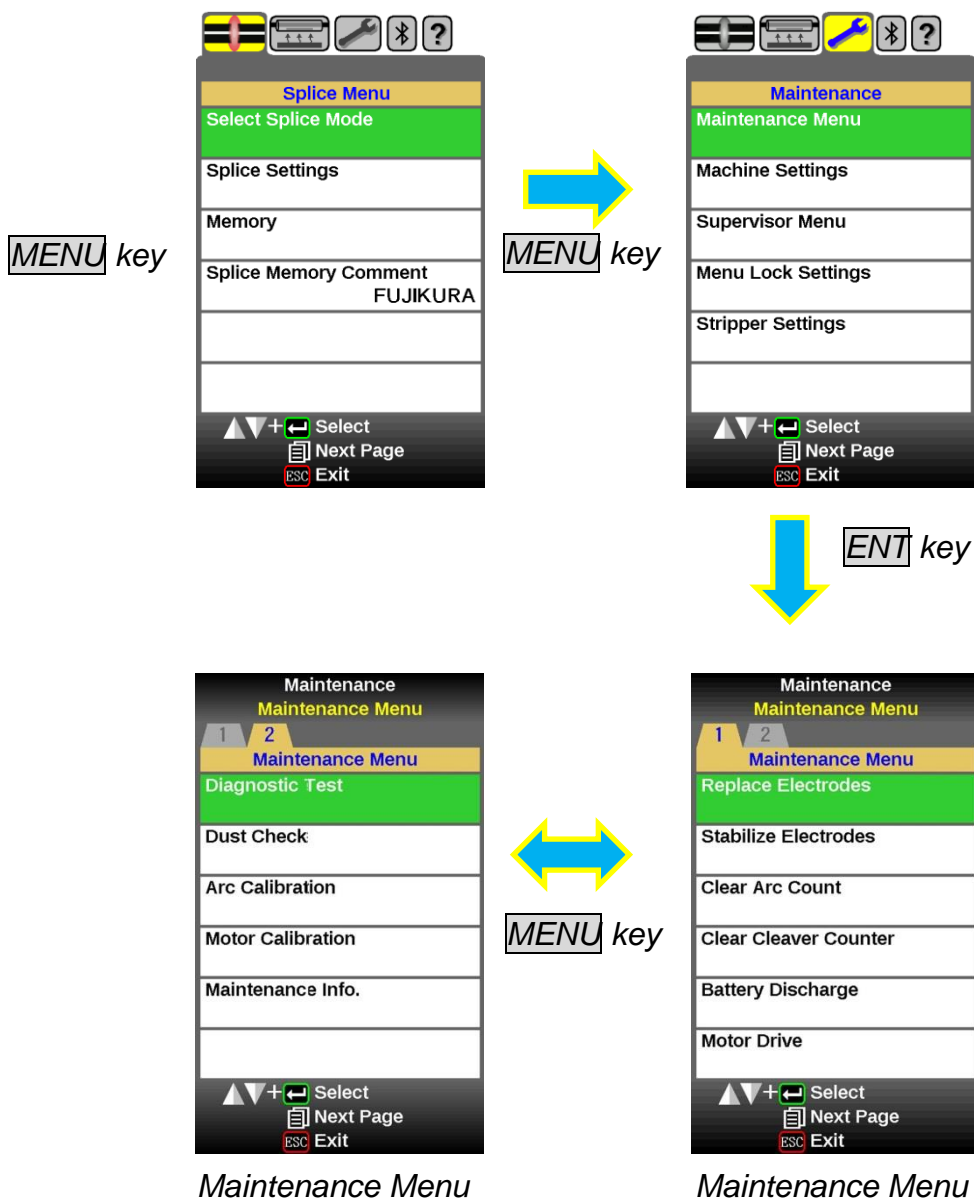 ?
Splice Menu
Select Splice Mode
Splice Settings
Memory
Splice Memory Comment
FUJIKURA
+ Select
Next Page
ESC Exit
MENU key
MENU key
?
Maintenance
Maintenance Menu
Machine Settings
Supervisor Menu
Menu Lock Settings
Stripper Settings
+ Select
Next Page
ESC Exit
ENT key
Maintenance
Maintenance Menu
1 2
Maintenance Menu
Diagnostic Test
Dust Check
Arc Calibration
Motor Calibration
Maintenance Info.
+ Select
Next Page
ESC Exit
Maintenance Menu
MENU key
Maintenance
Maintenance Menu
1 2
Maintenance Menu
Replace Electrodes
Stabilize Electrodes
Clear Arc Count
Clear Cleaver Counter
Battery Discharge
Motor Drive
+ Select
Next Page
ESC Exit
Maintenance Menu